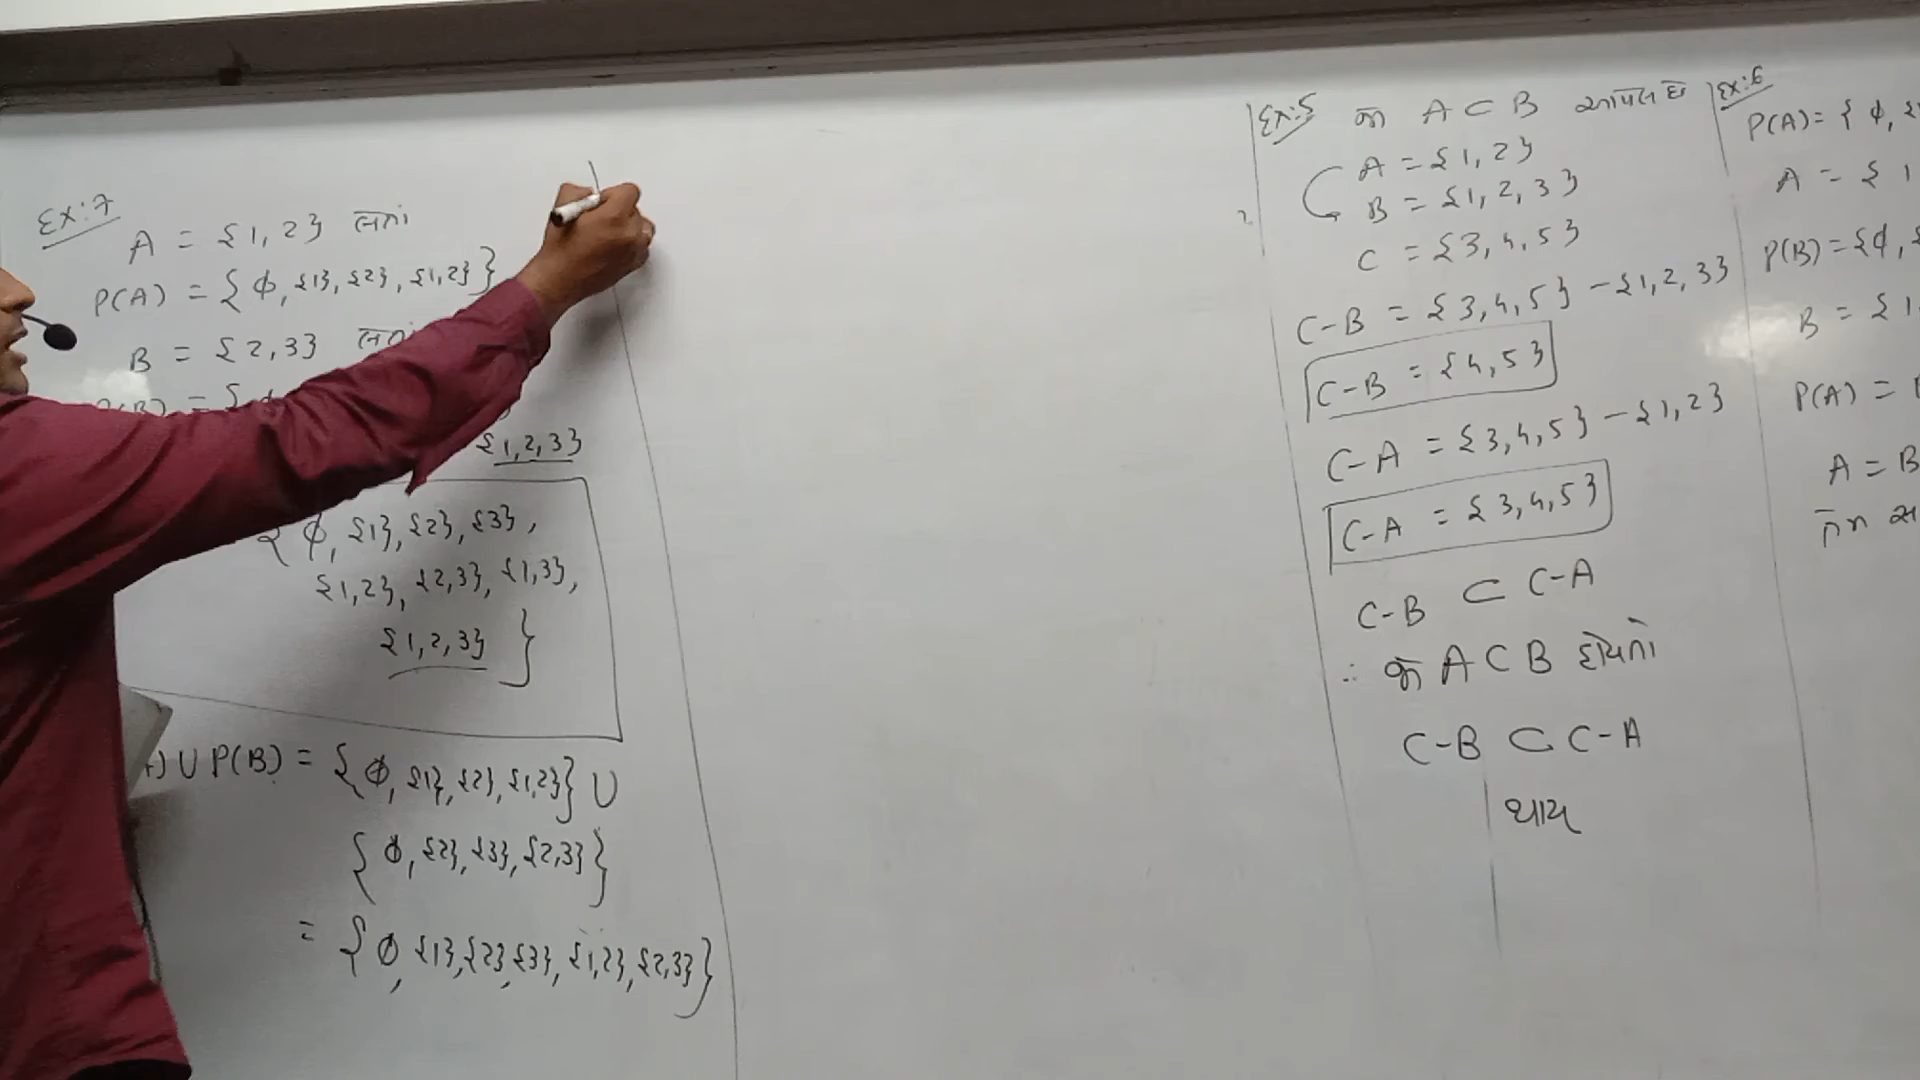 Ex:7
A = {1, 2} લેતાં
P(A) = { ϕ, {1}, {2}, {1,2} }
B = {2, 3}
{1, 2, 3}
{ ϕ, {1}, {2}, {3},
{1,2}, {2,3}, {1,3},
{1,2,3} }
) ∪ P(B) = { ϕ, {1}, {2}, {1,2} } ∪
{ ϕ, {2}, {3}, {2,3} }
= { ϕ, {1}, {2}, {3}, {1,2}, {2,3} }
Ex:5 જો A ⊂ B આપેલ છે
A = {1, 2}
B = {1, 2, 3}
C = {3, 4, 5}
C-B = {3, 4, 5} - {1, 2, 3}
C-B = {4, 5}
C-A = {3, 4, 5} - {1, 2}
C-A = {3, 4, 5}
C-B ⊂ C-A
∴ જો A ⊂ B હોય તો
C-B ⊂ C-A
થાય
Ex:6
P(A) = { ϕ, {
A = { 1
P(B) = { ϕ, {
B = { 1
P(A) =
A = B